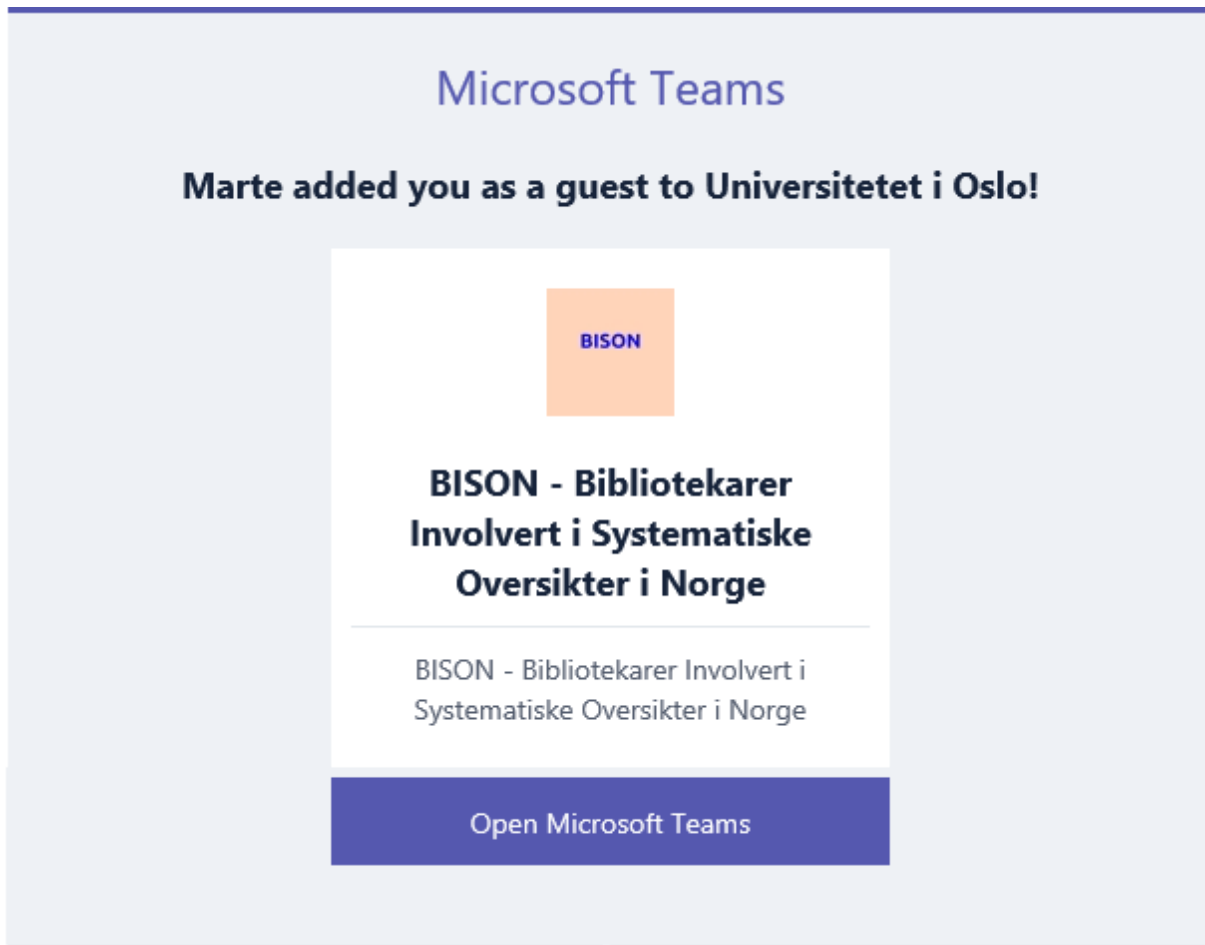 Microsoft Teams
Marte added you as a guest to Universitetet i Oslo!
BISON
BISON - Bibliotekarer
Involvert i Systematiske
Oversikter i Norge
BISON - Bibliotekarer Involvert i
Systematiske Oversikter i Norge
Open Microsoft Teams